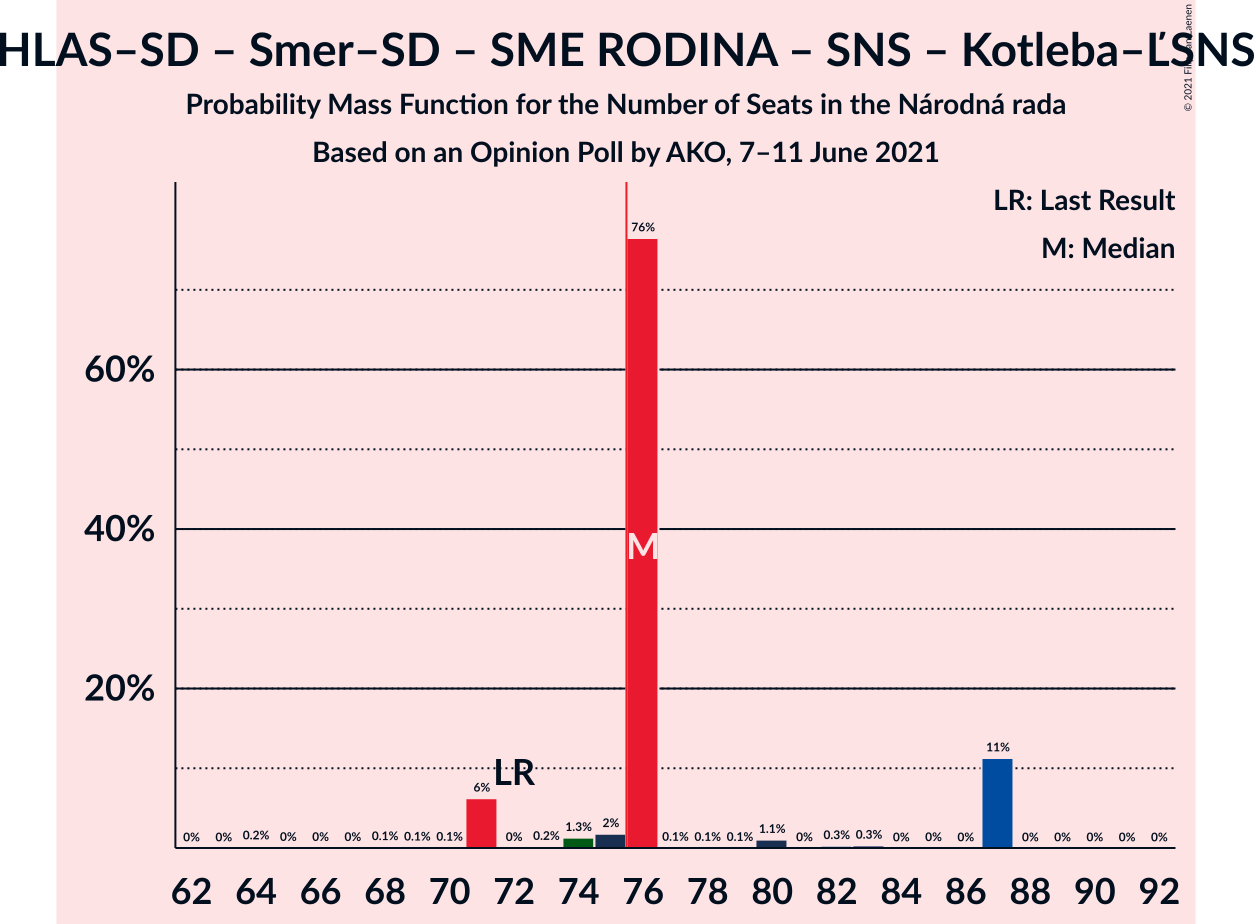 HLAS–SD – Smer–SD – SME RODINA – SNS – Kotleba–ĽSNS
Probability Mass Function for the Number of Seats in the Národná rada
Based on an Opinion Poll by AKO, 7–11 June 2021
LR: Last Result
M: Median
76%
60%
40%
M
20%
11%
LR
6%
0% 0% 0.2% 0% 0% 0% 0.1% 0.1% 0.1% 0% 0.2% 1.3% 2% 0.1% 0.1% 0.1% 1.1% 0% 0.3% 0.3% 0% 0% 0% 0% 0% 0% 0% 0%
62 64 66 68 70 72 74 76 78 80 82 84 86 88 90 92